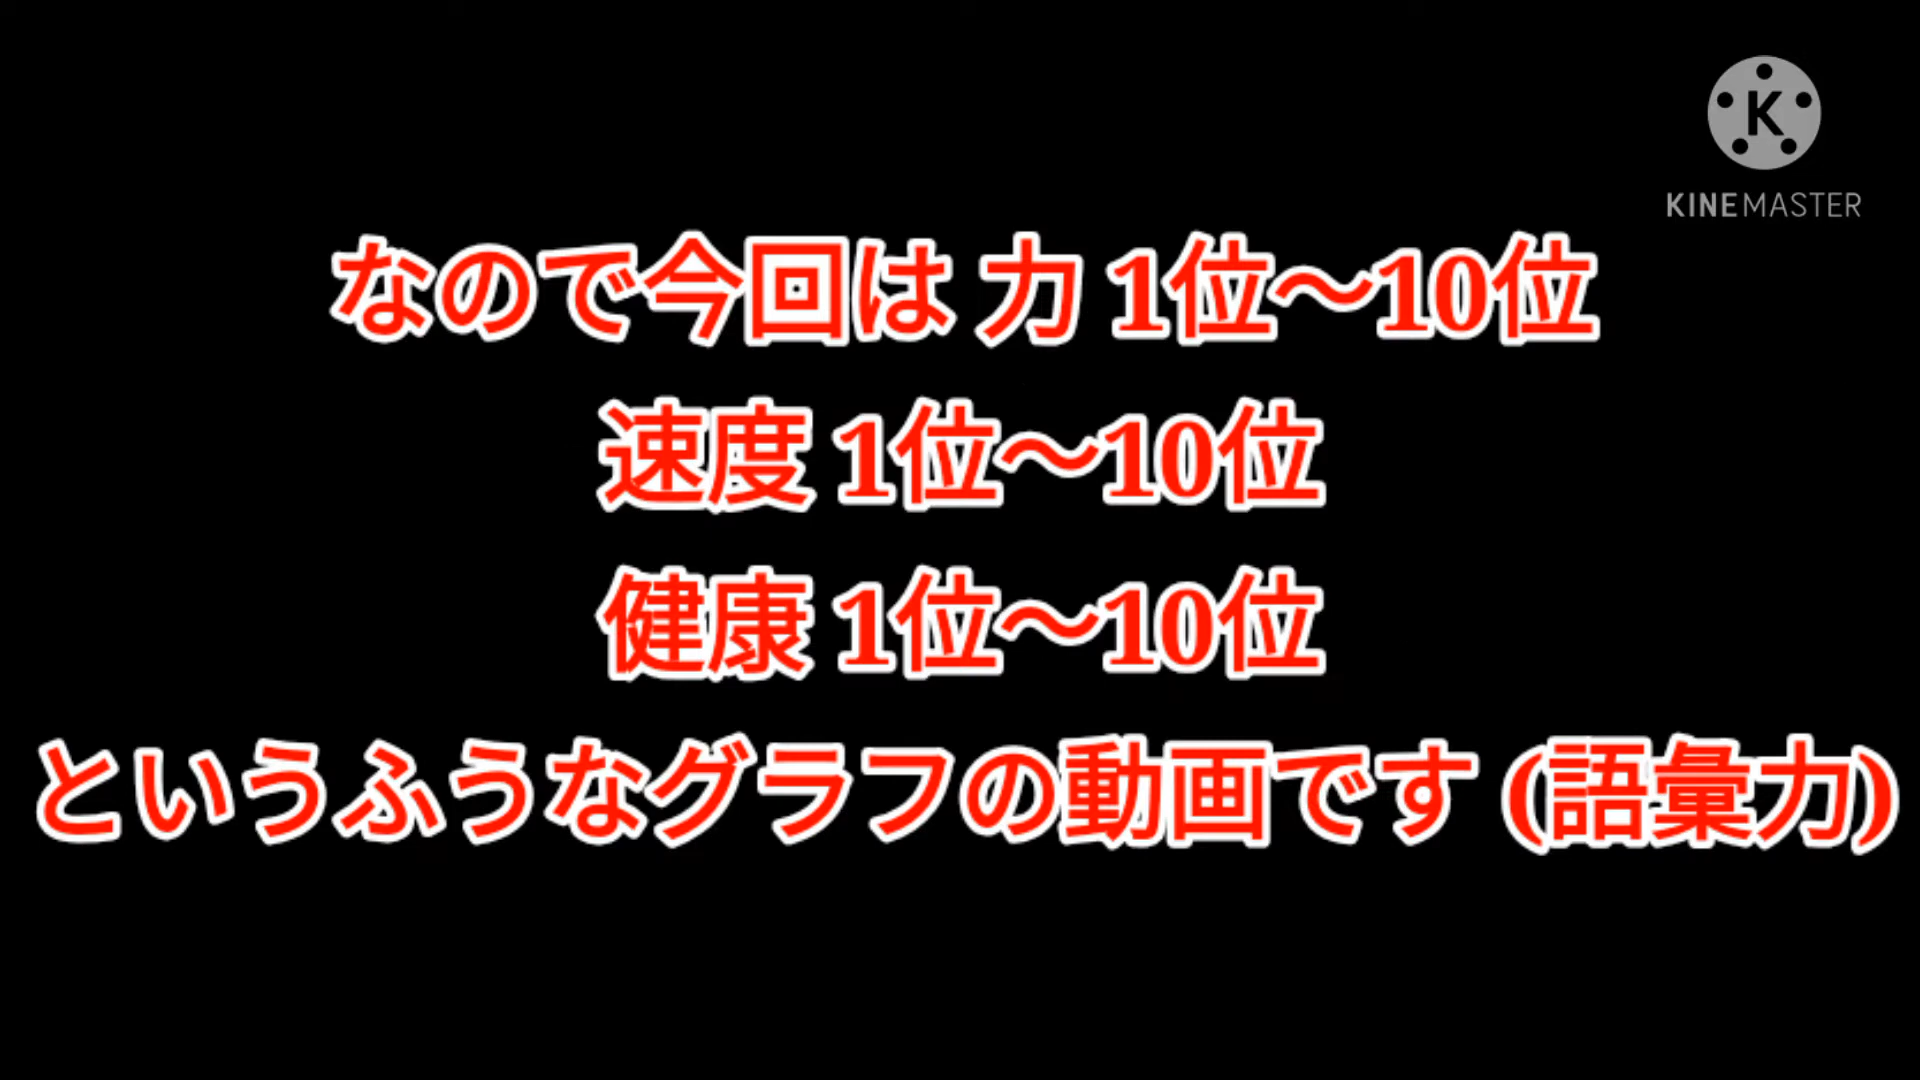 K
KINEMASTER
なので今回は 力 1位〜10位
速度 1位〜10位
健康 1位〜10位
というふうなグラフの動画です (語彙力)